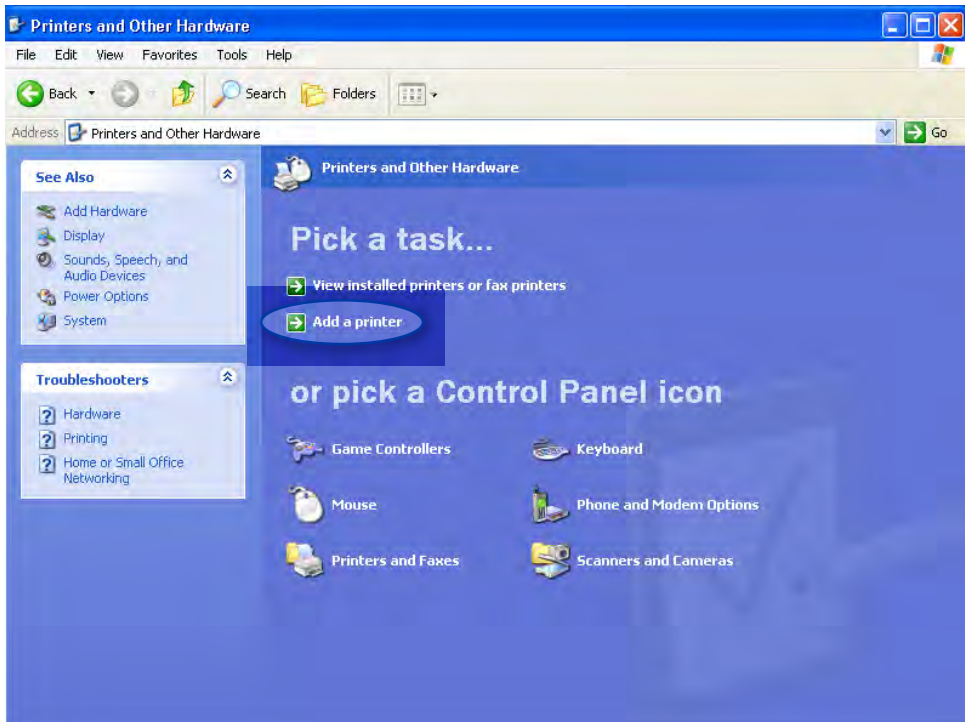 Printers and Other Hardware
File Edit View Favorites Tools Help
Back Search Folders
Address Printers and Other Hardware Go
See Also
Add Hardware
Display
Sounds, Speech, and
Audio Devices
Power Options
System
Troubleshooters
Hardware
Printing
Home or Small Office
Networking
Printers and Other Hardware
Pick a task...
View installed printers or fax printers
Add a printer
or pick a Control Panel icon
Game Controllers
Keyboard
Mouse
Phone and Modem Options
Printers and Faxes
Scanners and Cameras